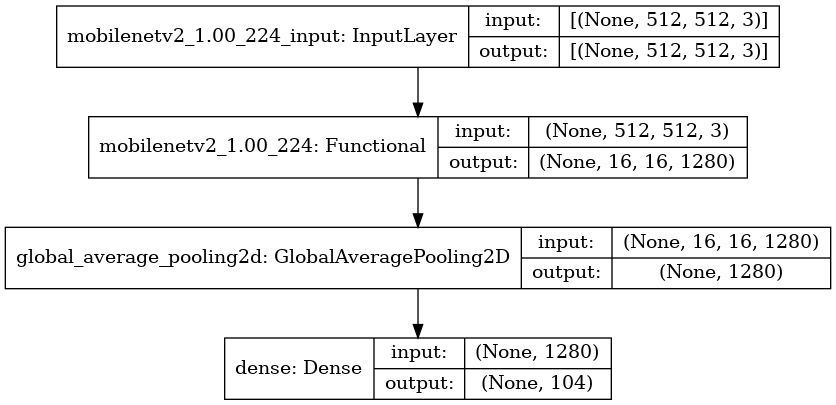 mobilenetv2_1.00_224_input: InputLayer
input:
[(None, 512, 512, 3)]
output:
[(None, 512, 512, 3)]
mobilenetv2_1.00_224: Functional
input:
(None, 512, 512, 3)
output:
(None, 16, 16, 1280)
global_average_pooling2d: GlobalAveragePooling2D
input:
(None, 16, 16, 1280)
output:
(None, 1280)
dense: Dense
input:
(None, 1280)
output:
(None, 104)